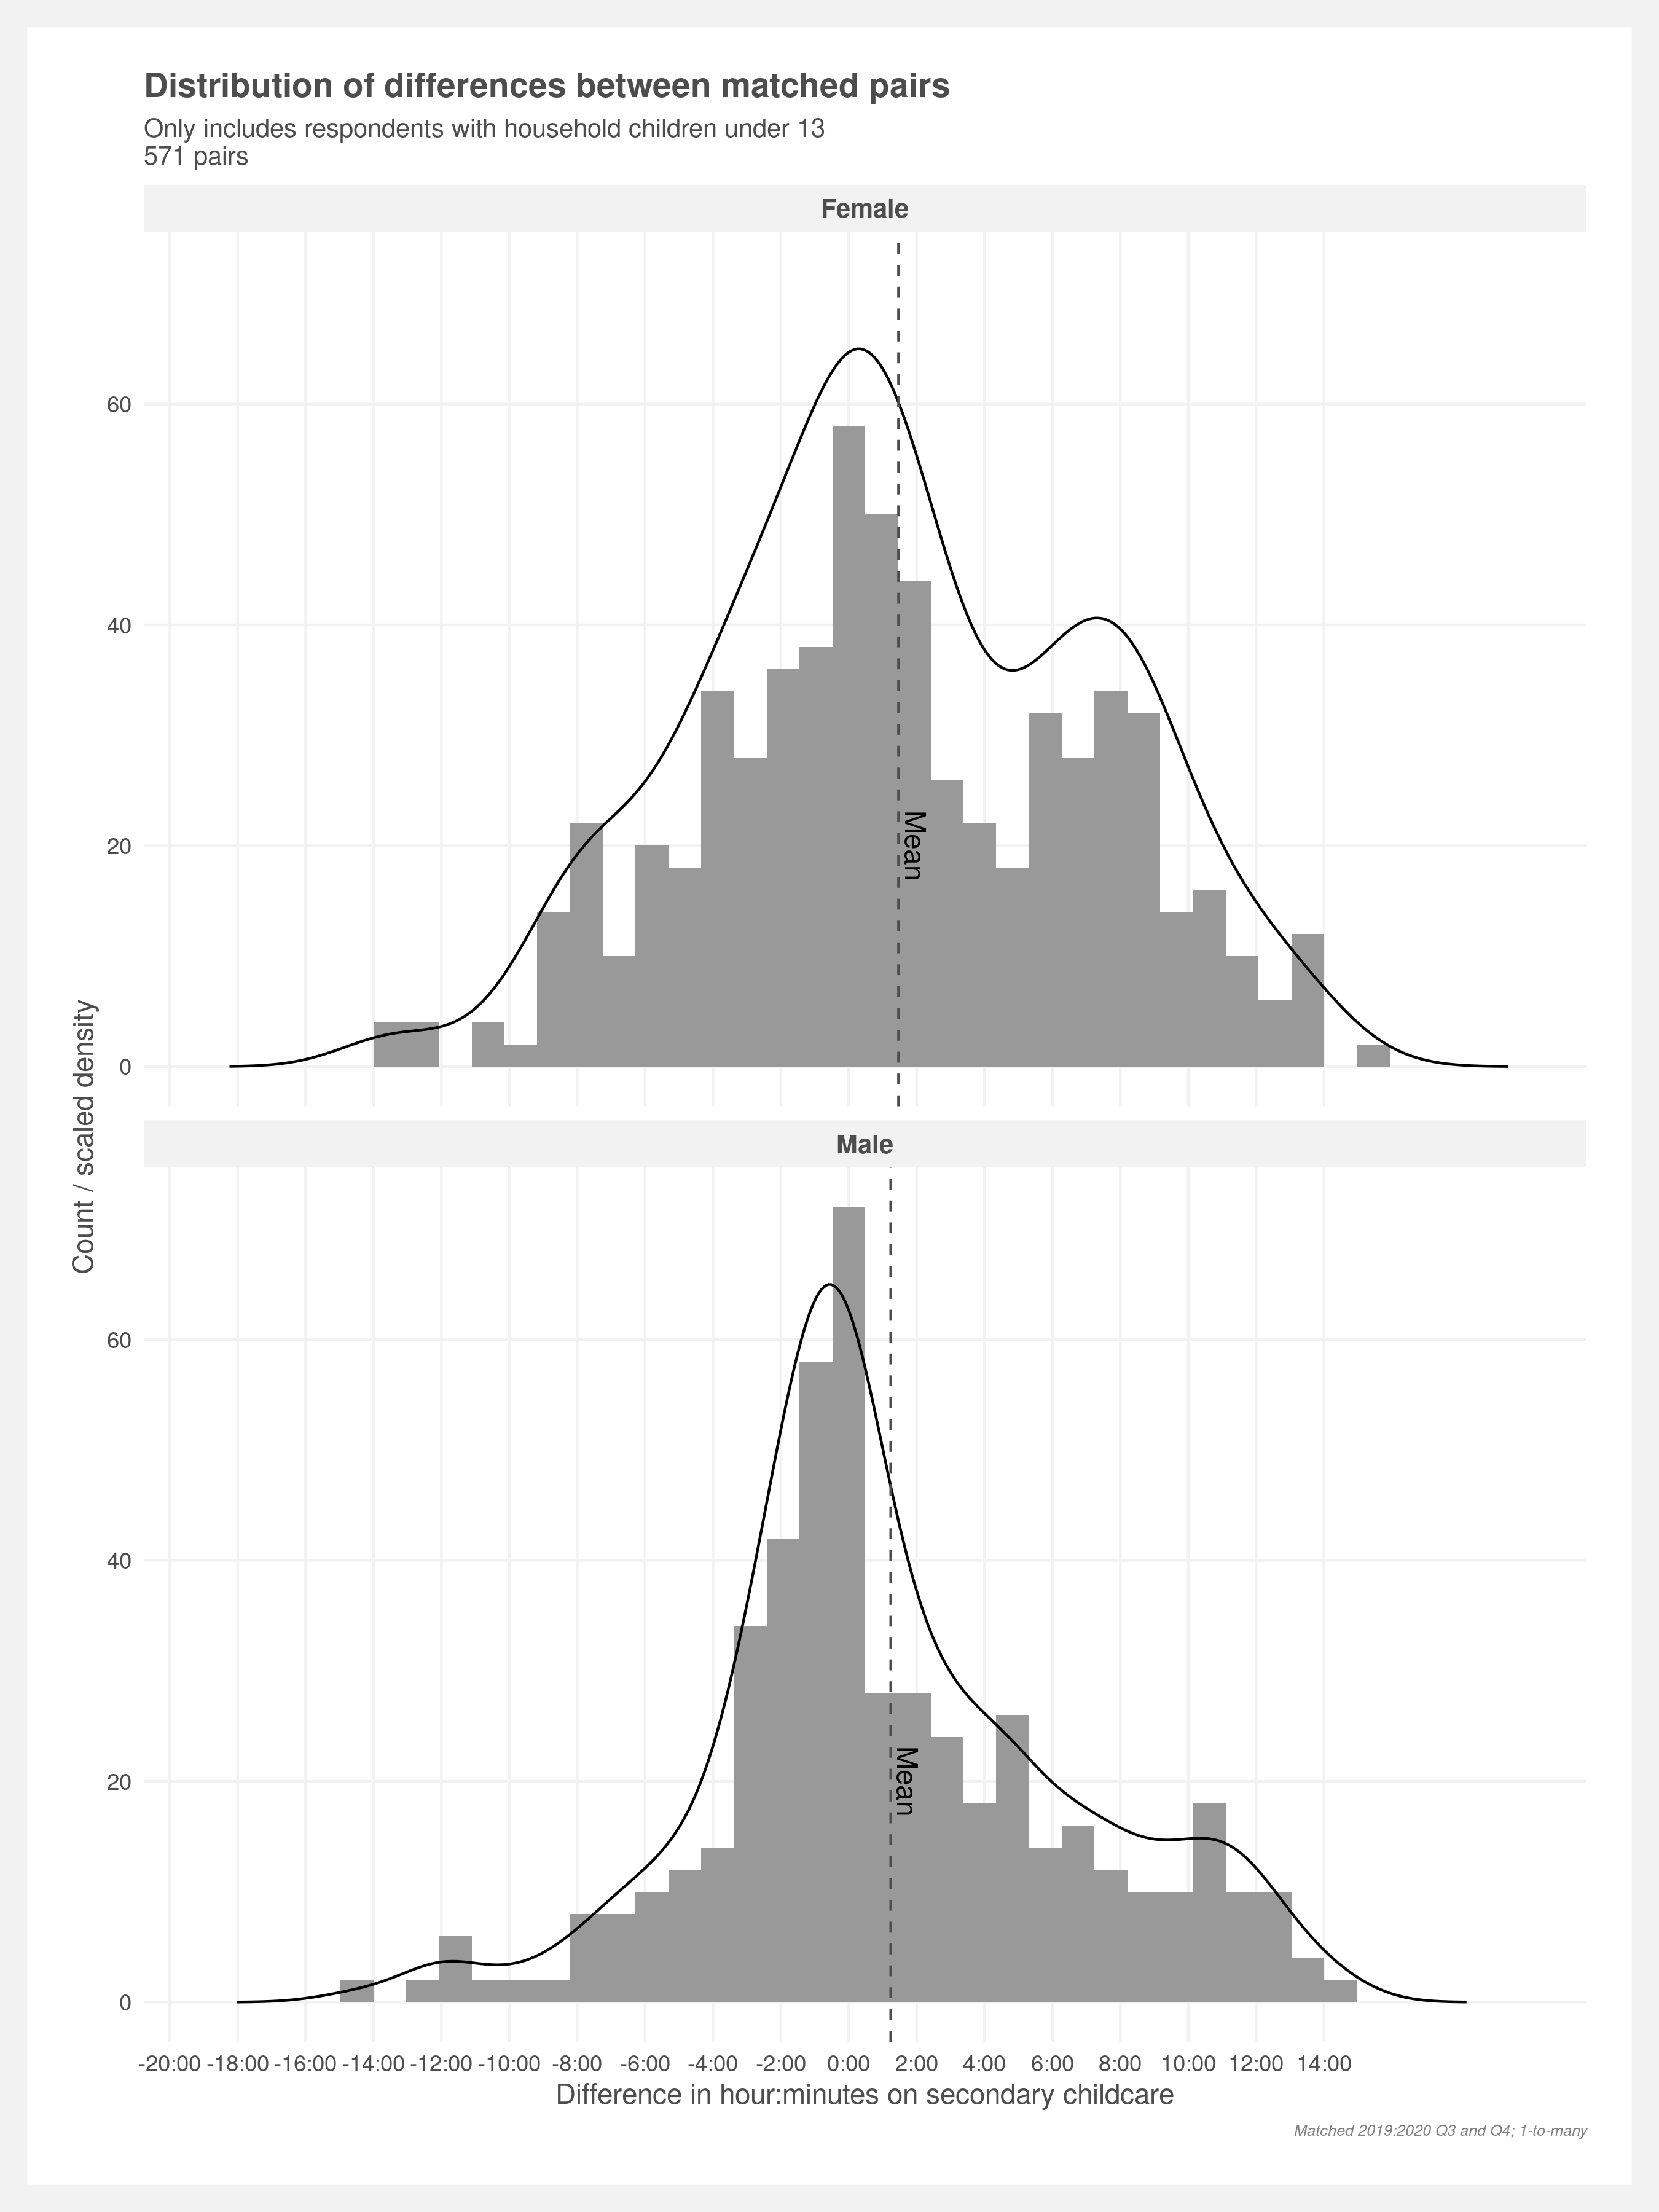 Distribution of differences between matched pairs
Only includes respondents with household children under 13
571 pairs
Female
60
40
20
0
Mean
Count / scaled density
Male
60
40
20
0
Mean
-20:00 -18:00 -16:00 -14:00 -12:00 -10:00 -8:00 -6:00 -4:00 -2:00 0:00 2:00 4:00 6:00 8:00 10:00 12:00 14:00
Difference in hour:minutes on secondary childcare
Matched 2019:2020 Q3 and Q4; 1-to-many